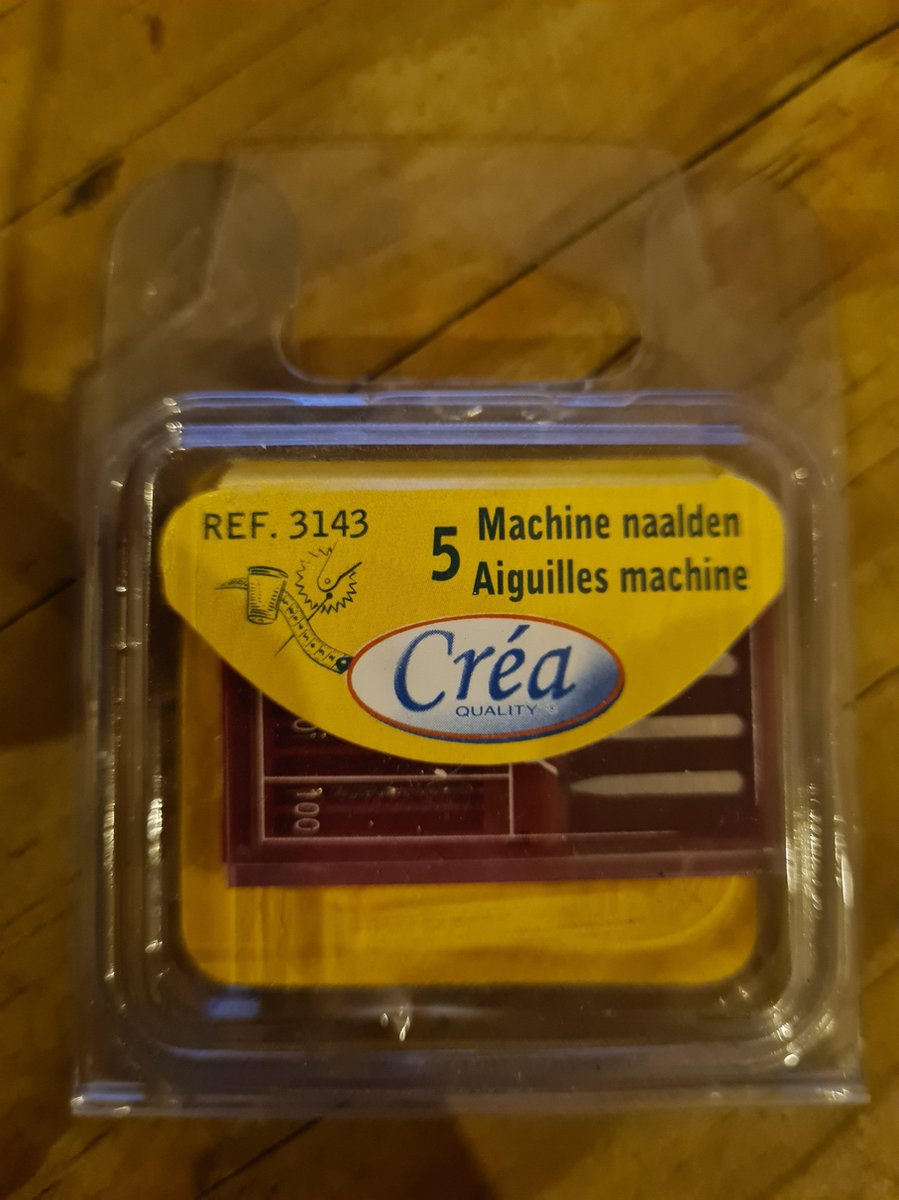 REF. 3143
5 Machine naalden
Aiguilles machine
Créa
QUALITY ®
100